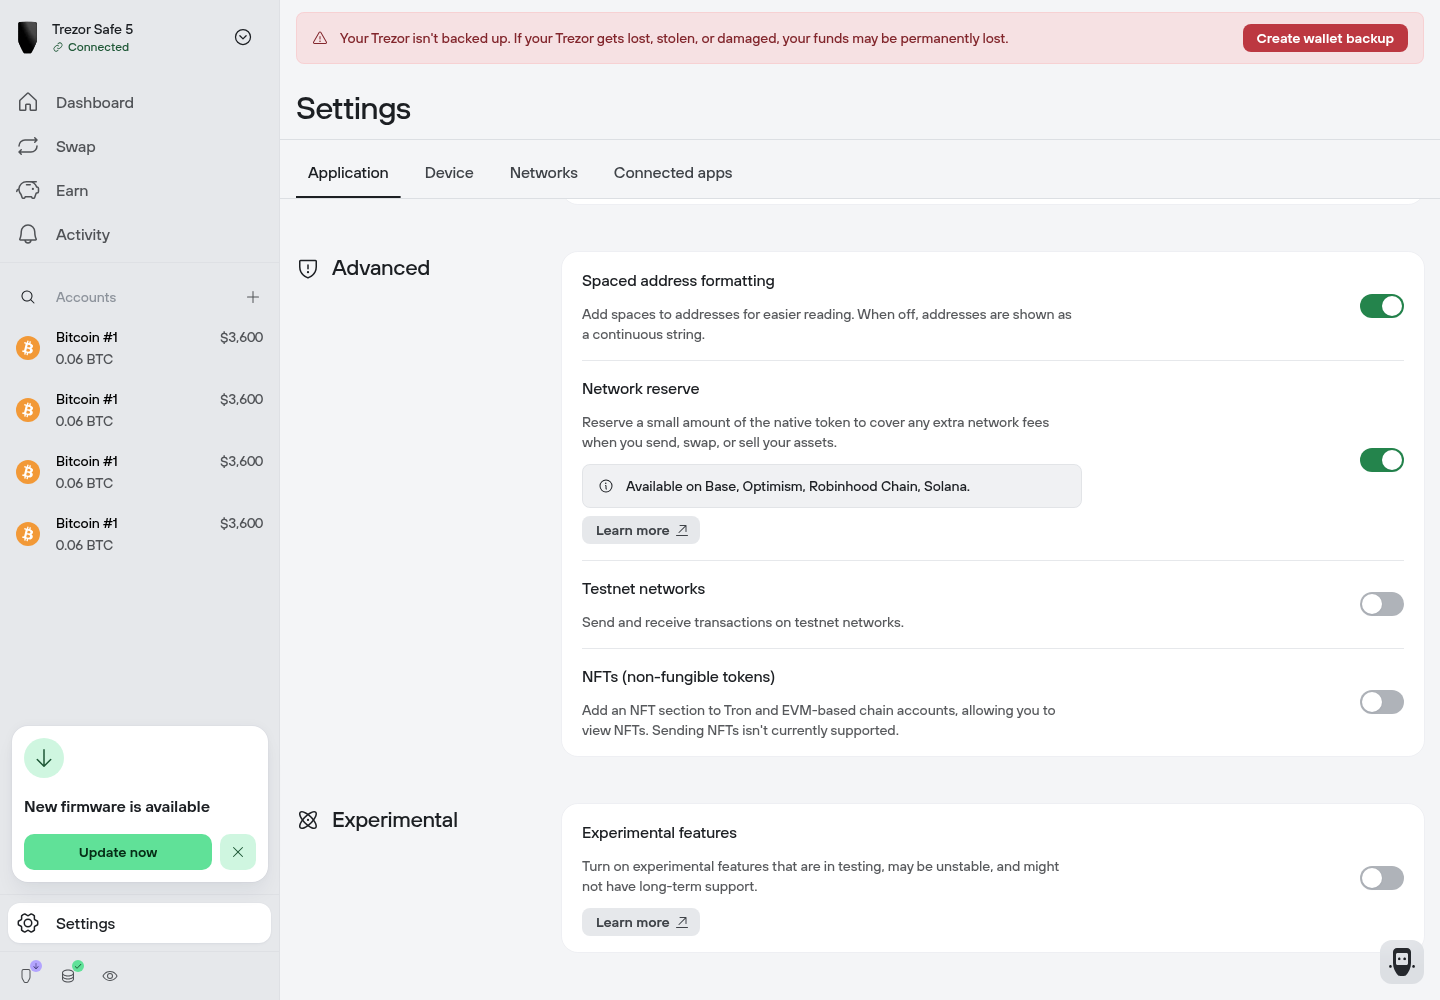 Trezor Safe 5
Connected
Dashboard
Swap
Earn
Activity
Accounts
Bitcoin #1 $3,600
0.06 BTC
Bitcoin #1 $3,600
0.06 BTC
Bitcoin #1 $3,600
0.06 BTC
Bitcoin #1 $3,600
0.06 BTC
New firmware is available
Update now
Settings
Your Trezor isn't backed up. If your Trezor gets lost, stolen, or damaged, your funds may be permanently lost.
Create wallet backup
Settings
Application Device Networks Connected apps
Advanced
Spaced address formatting
Add spaces to addresses for easier reading. When off, addresses are shown as
a continuous string.
Network reserve
Reserve a small amount of the native token to cover any extra network fees
when you send, swap, or sell your assets.
Available on Base, Optimism, Robinhood Chain, Solana.
Learn more
Testnet networks
Send and receive transactions on testnet networks.
NFTs (non-fungible tokens)
Add an NFT section to Tron and EVM-based chain accounts, allowing you to
view NFTs. Sending NFTs isn't currently supported.
Experimental
Experimental features
Turn on experimental features that are in testing, may be unstable, and might
not have long-term support.
Learn more